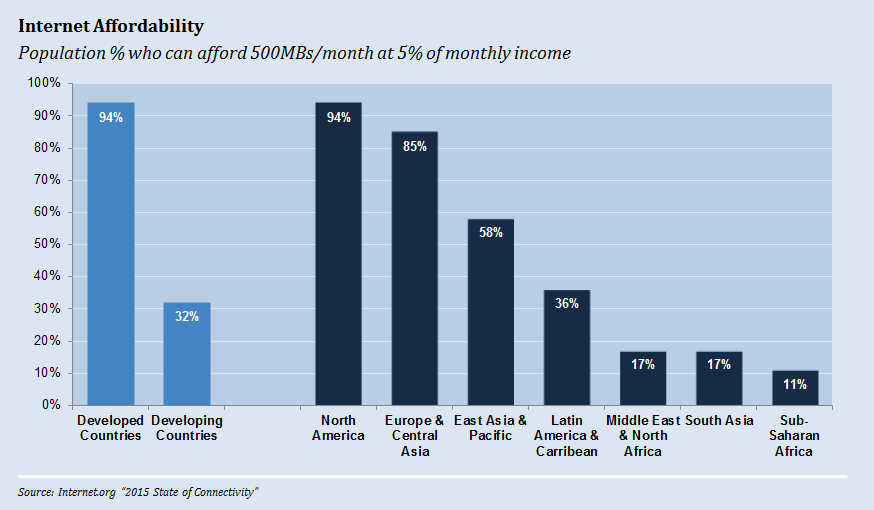 Internet Affordability
Population % who can afford 500MBs/month at 5% of monthly income
100%
90%
80%
70%
60%
50%
40%
30%
20%
10%
0%
94%
32%
94%
85%
58%
36%
17%
17%
11%
Developed
Countries
Developing
Countries
North
America
Europe &
Central
Asia
East Asia &
Pacific
Latin
America &
Carribean
Middle East
& North
Africa
South Asia
Sub-
Saharan
Africa
Source: Internet.org "2015 State of Connectivity"